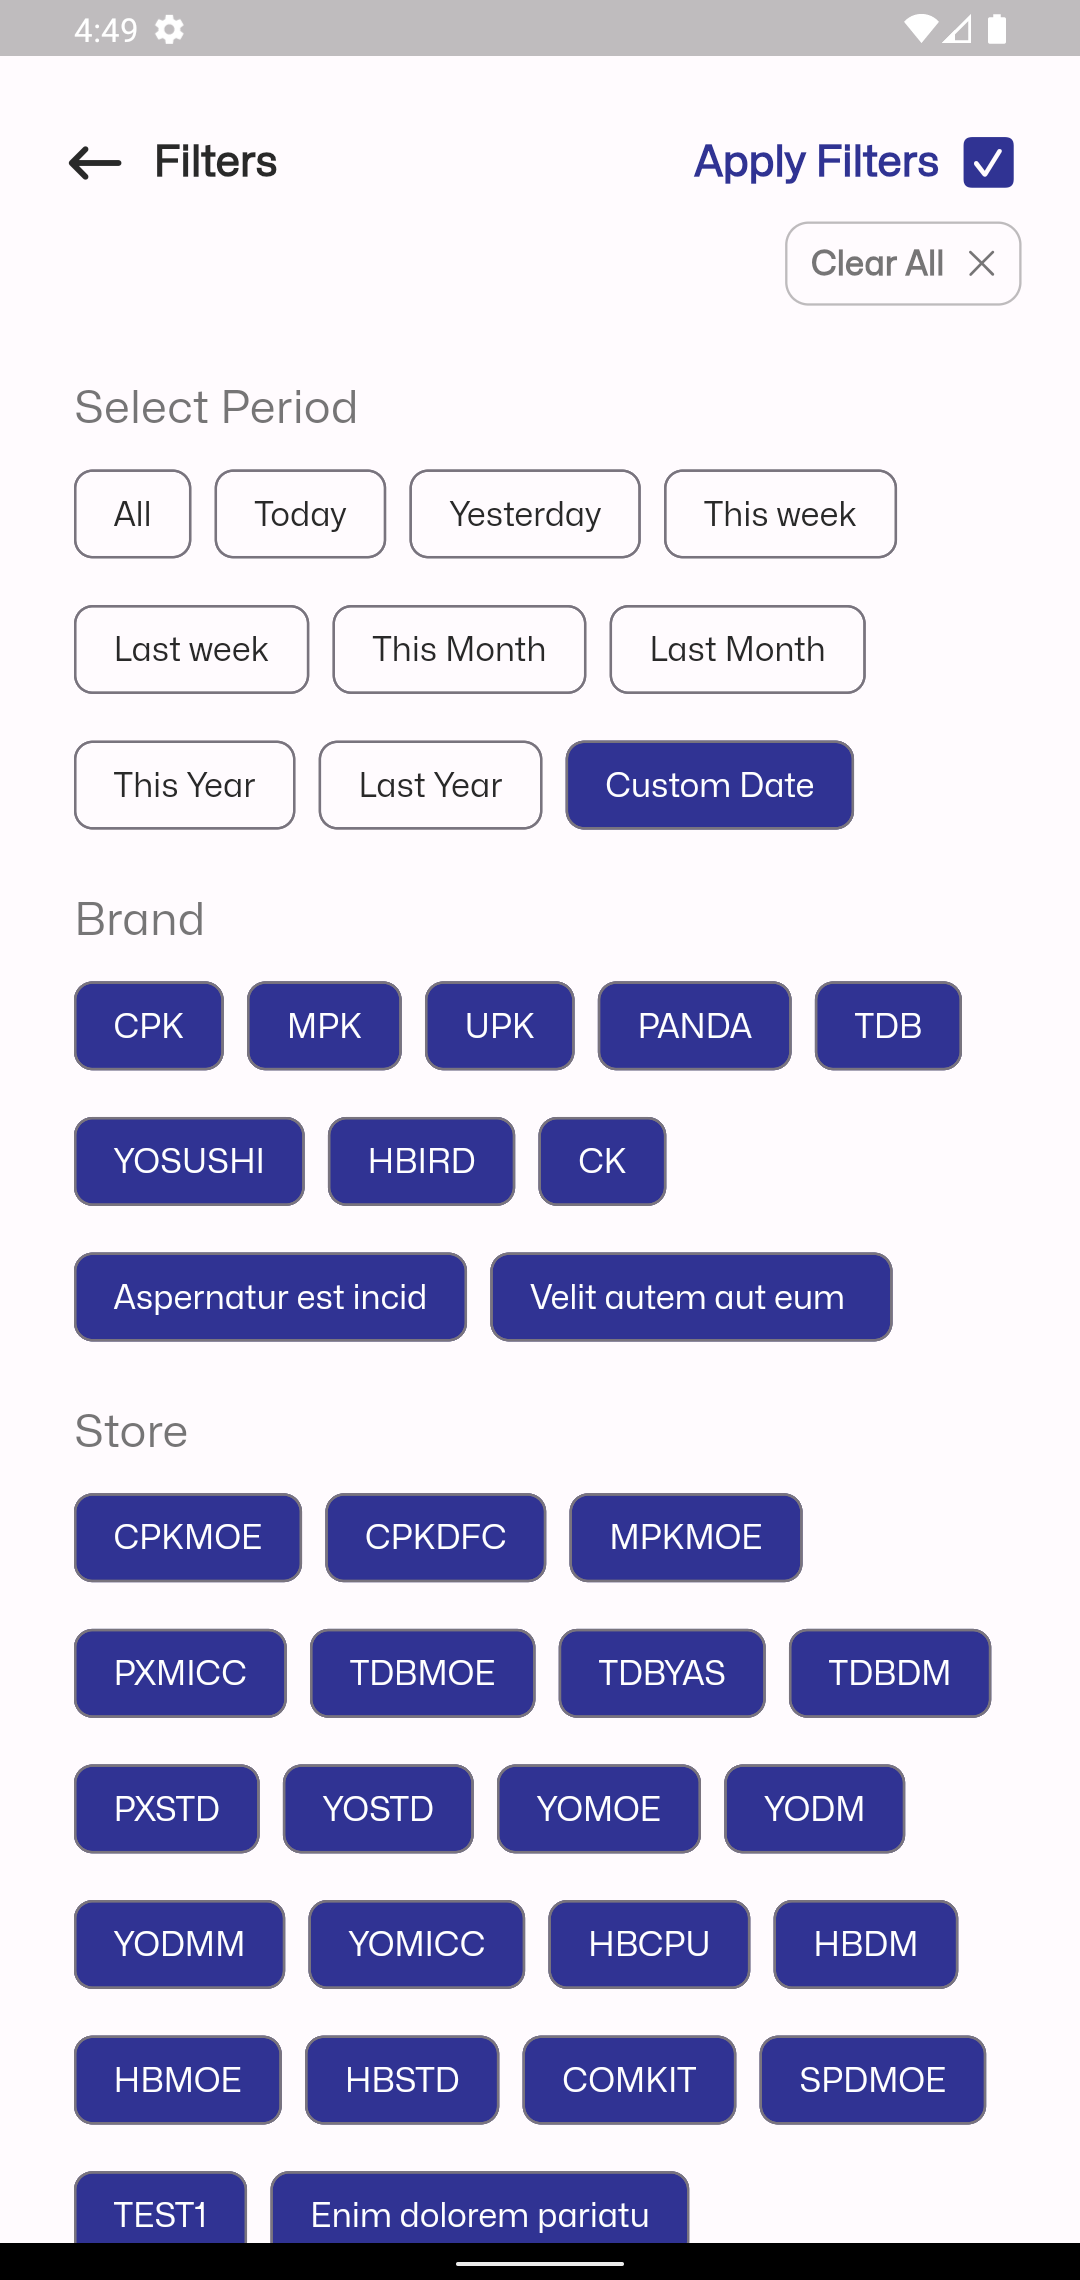 4:49
Filters
Apply Filters
Clear All
Select Period
All Today Yesterday This week
Last week This Month Last Month
This Year Last Year Custom Date
Brand
CPK MPK UPK PANDA TDB
YOSUSHI HBIRD CK
Aspernatur est incid Velit autem aut eum
Store
CPKMOE CPKDFC MPKMOE
PXMICC TDBMOE TDBYAS TDBDM
PXSTD YOSTD YOMOE YODM
YODMM YOMICC HBCPU HBDM
HBMOE HBSTD COMKIT SPDMOE
TEST1 Enim dolorem pariatu